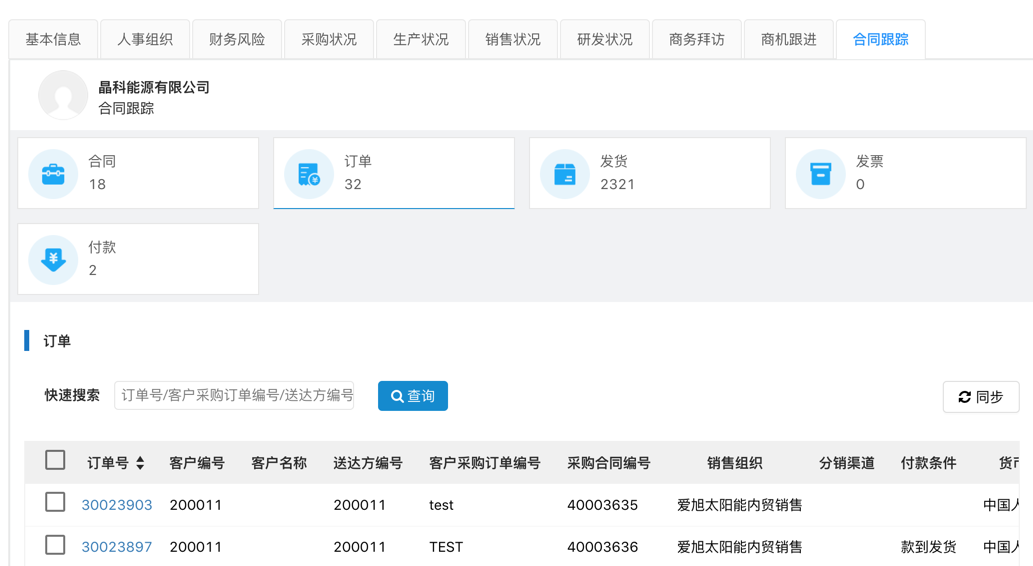 基本信息 人事组织 财务风险 采购状况 生产状况 销售状况 研发状况 商务拜访 商机跟进 合同跟踪
晶科能源有限公司
合同跟踪
合同
18
订单
32
发货
2321
发票
0
付款
2
订单
快速搜索 订单号/客户采购订单编号/送达方编号 查询 同步
订单号 客户编号 客户名称 送达方编号 客户采购订单编号 采购合同编号 销售组织 分销渠道 付款条件 货币
30023903 200011 200011 test 40003635 爱旭太阳能内贸销售 中国人
30023897 200011 200011 TEST 40003636 爱旭太阳能内贸销售 款到发货 中国人